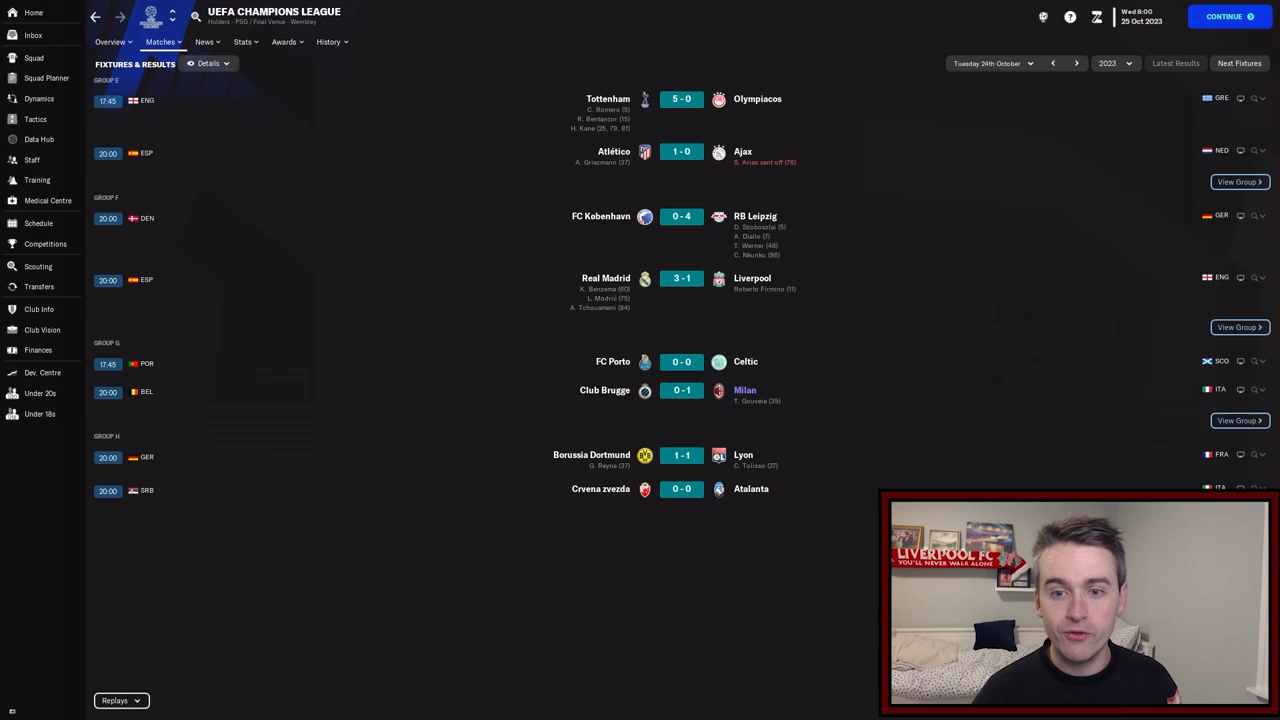 Home
Inbox
Squad
Squad Planner
Dynamics
Tactics
Data Hub
Staff
Training
Medical Centre
Schedule
Competitions
Scouting
Transfers
Club Info
Club Vision
Finances
Dev. Centre
Under 20s
Under 18s
UEFA CHAMPIONS LEAGUE
Holders - PSG / Final Venue - Wembley
Wed 8:00
25 Oct 2023
CONTINUE
Overview Matches News Stats Awards History
FIXTURES & RESULTS Details Tuesday 24th October 2023 Latest Results Next Fixtures
GROUP E
17:45 ENG Tottenham 5 - 0 Olympiacos GRE
C. Romero (5)
R. Bentancur (15)
H. Kane (25, 79, 81)
20:00 ESP Atlético 1 - 0 Ajax NED
A. Griezmann (37) S. Arias sent off (76)
View Group
GROUP F
20:00 DEN FC København 0 - 4 RB Leipzig GER
D. Szoboszlai (5)
A. Diallo (7)
T. Werner (48)
C. Nkunku (86)
20:00 ESP Real Madrid 3 - 1 Liverpool ENG
K. Benzema (60) Roberto Firmino (11)
L. Modrić (75)
A. Tchouameni (84)
View Group
GROUP G
17:45 POR FC Porto 0 - 0 Celtic SCO
20:00 BEL Club Brugge 0 - 1 Milan ITA
T. Gouveia (39)
View Group
GROUP H
20:00 GER Borussia Dortmund 1 - 1 Lyon FRA
G. Reyna (37) C. Tolisso (27)
20:00 SRB Crvena zvezda 0 - 0 Atalanta ITA
LIVERPOOL FC
YOU'LL NEVER WALK ALONE
Replays